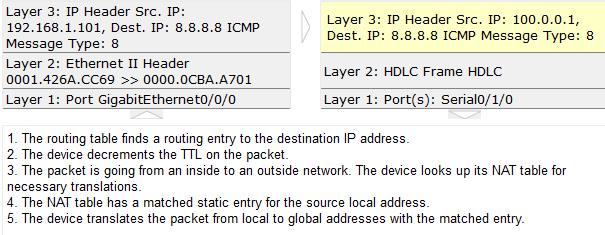 Layer 3: IP Header Src. IP:
192.168.1.101, Dest. IP: 8.8.8.8 ICMP
Message Type: 8
Layer 2: Ethernet II Header
0001.426A.CC69 >> 0000.0CBA.A701
Layer 1: Port GigabitEthernet0/0/0
Layer 3: IP Header Src. IP: 100.0.0.1,
Dest. IP: 8.8.8.8 ICMP Message Type: 8
Layer 2: HDLC Frame HDLC
Layer 1: Port(s): Serial0/1/0
1. The routing table finds a routing entry to the destination IP address.
2. The device decrements the TTL on the packet.
3. The packet is going from an inside to an outside network. The device looks up its NAT table for
necessary translations.
4. The NAT table has a matched static entry for the source local address.
5. The device translates the packet from local to global addresses with the matched entry.